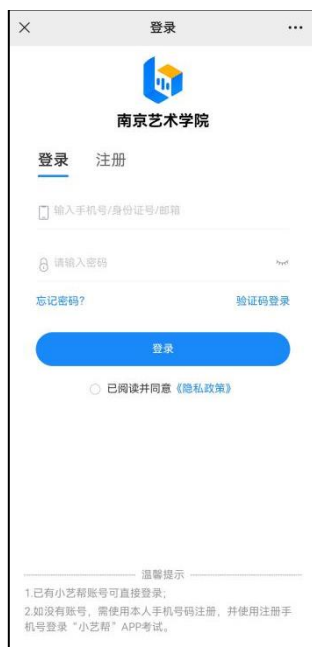 登录
南京艺术学院
登录 注册
输入手机号/身份证号/邮箱
请输入密码
忘记密码? 验证码登录
登录
已阅读并同意《隐私政策》
温馨提示
1.已有小艺帮账号可直接登录;
2.如没有账号，需使用本人手机号码注册，并使用注册手
机号登录“小艺帮”APP考试。